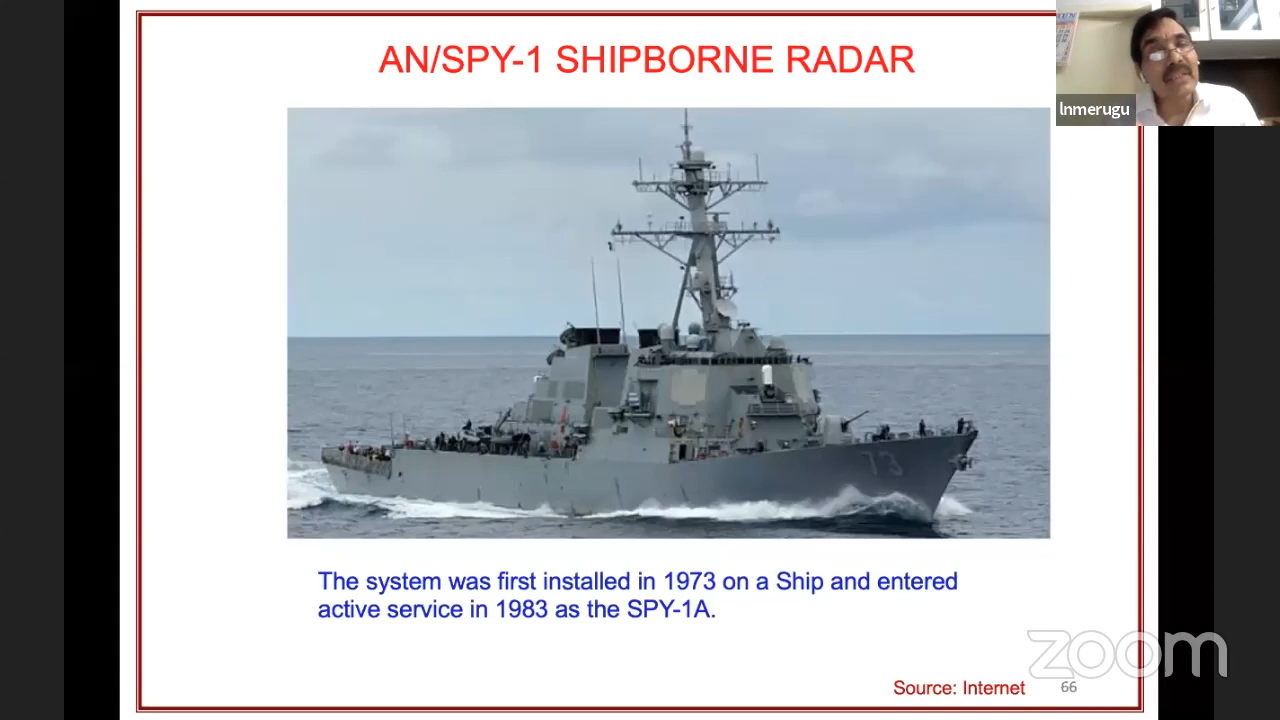 AN/SPY-1 SHIPBORNE RADAR
lnmerugu
73
The system was first installed in 1973 on a Ship and entered
active service in 1983 as the SPY-1A.
zoom
Source: Internet 66